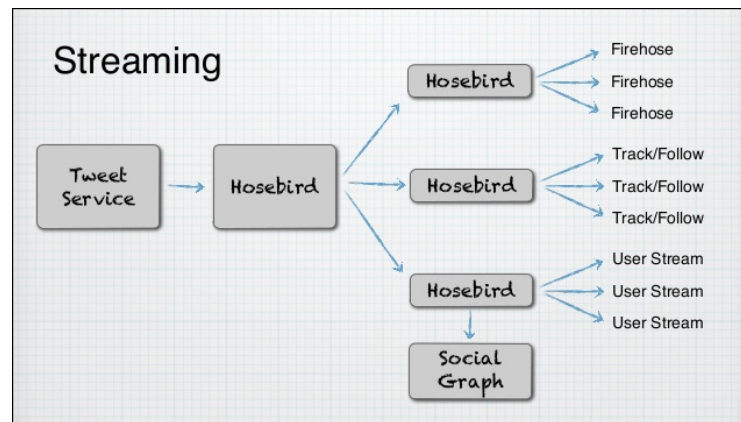 Streaming
Tweet
Service
Hosebird
Hosebird
Firehose
Firehose
Firehose
Hosebird
Track/Follow
Track/Follow
Track/Follow
Hosebird
User Stream
User Stream
User Stream
Social
Graph